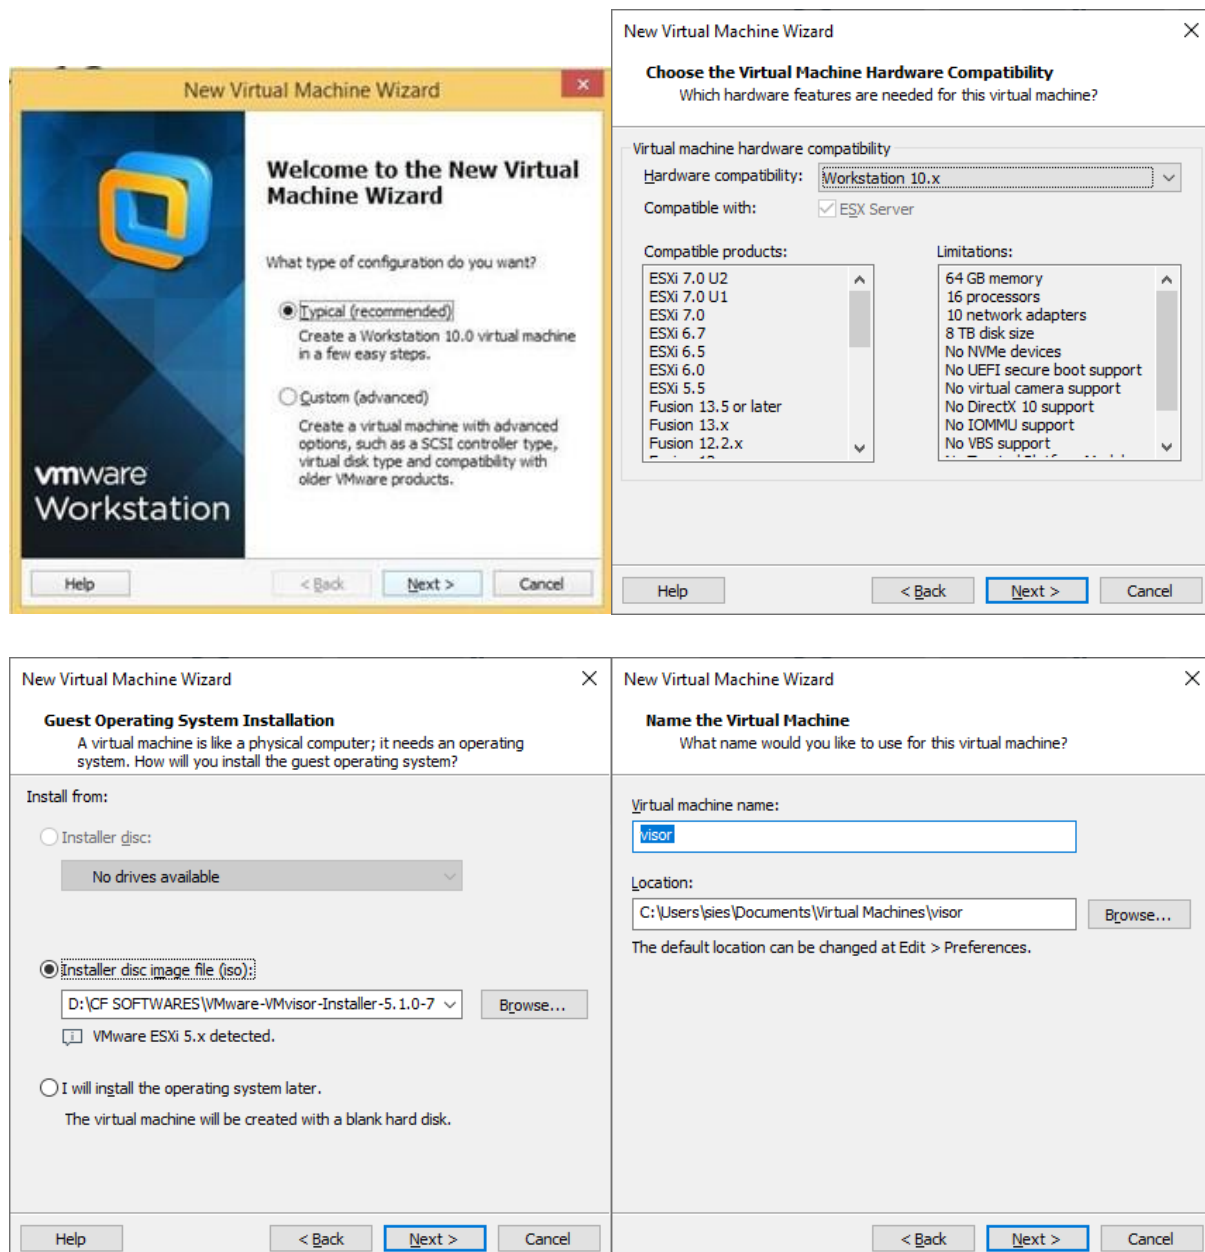 New Virtual Machine Wizard
Welcome to the New Virtual
Machine Wizard
What type of configuration do you want?
Typical (recommended)
Create a Workstation 10.0 virtual machine
in a few easy steps.
Custom (advanced)
Create a virtual machine with advanced
options, such as a SCSI controller type,
virtual disk type and compatibility with
older VMware products.
vmware
Workstation
Help
< Back
Next >
Cancel
New Virtual Machine Wizard
Choose the Virtual Machine Hardware Compatibility
Which hardware features are needed for this virtual machine?
Virtual machine hardware compatibility
Hardware compatibility:
Workstation 10.x
Compatible with:
ESX Server
Compatible products:
ESXi 7.0 U2
ESXi 7.0 U1
ESXi 7.0
ESXi 6.7
ESXi 6.5
ESXi 6.0
ESXi 5.5
Fusion 13.5 or later
Fusion 13.x
Fusion 12.2.x
Limitations:
64 GB memory
16 processors
10 network adapters
8 TB disk size
No NVMe devices
No UEFI secure boot support
No virtual camera support
No DirectX 10 support
No IOMMU support
No VBS support
Help
< Back
Next >
Cancel
New Virtual Machine Wizard
Guest Operating System Installation
A virtual machine is like a physical computer; it needs an operating
system. How will you install the guest operating system?
Install from:
Installer disc:
No drives available
Installer disc image file (iso):
D:\CF SOFTWARES\VMware-VMvisor-Installer-5.1.0-7
Browse...
VMware ESXi 5.x detected.
I will install the operating system later.
The virtual machine will be created with a blank hard disk.
Help
< Back
Next >
Cancel
New Virtual Machine Wizard
Name the Virtual Machine
What name would you like to use for this virtual machine?
Virtual machine name:
visor
Location:
C:\Users\sies\Documents\Virtual Machines\visor
Browse...
The default location can be changed at Edit > Preferences.
< Back
Next >
Cancel